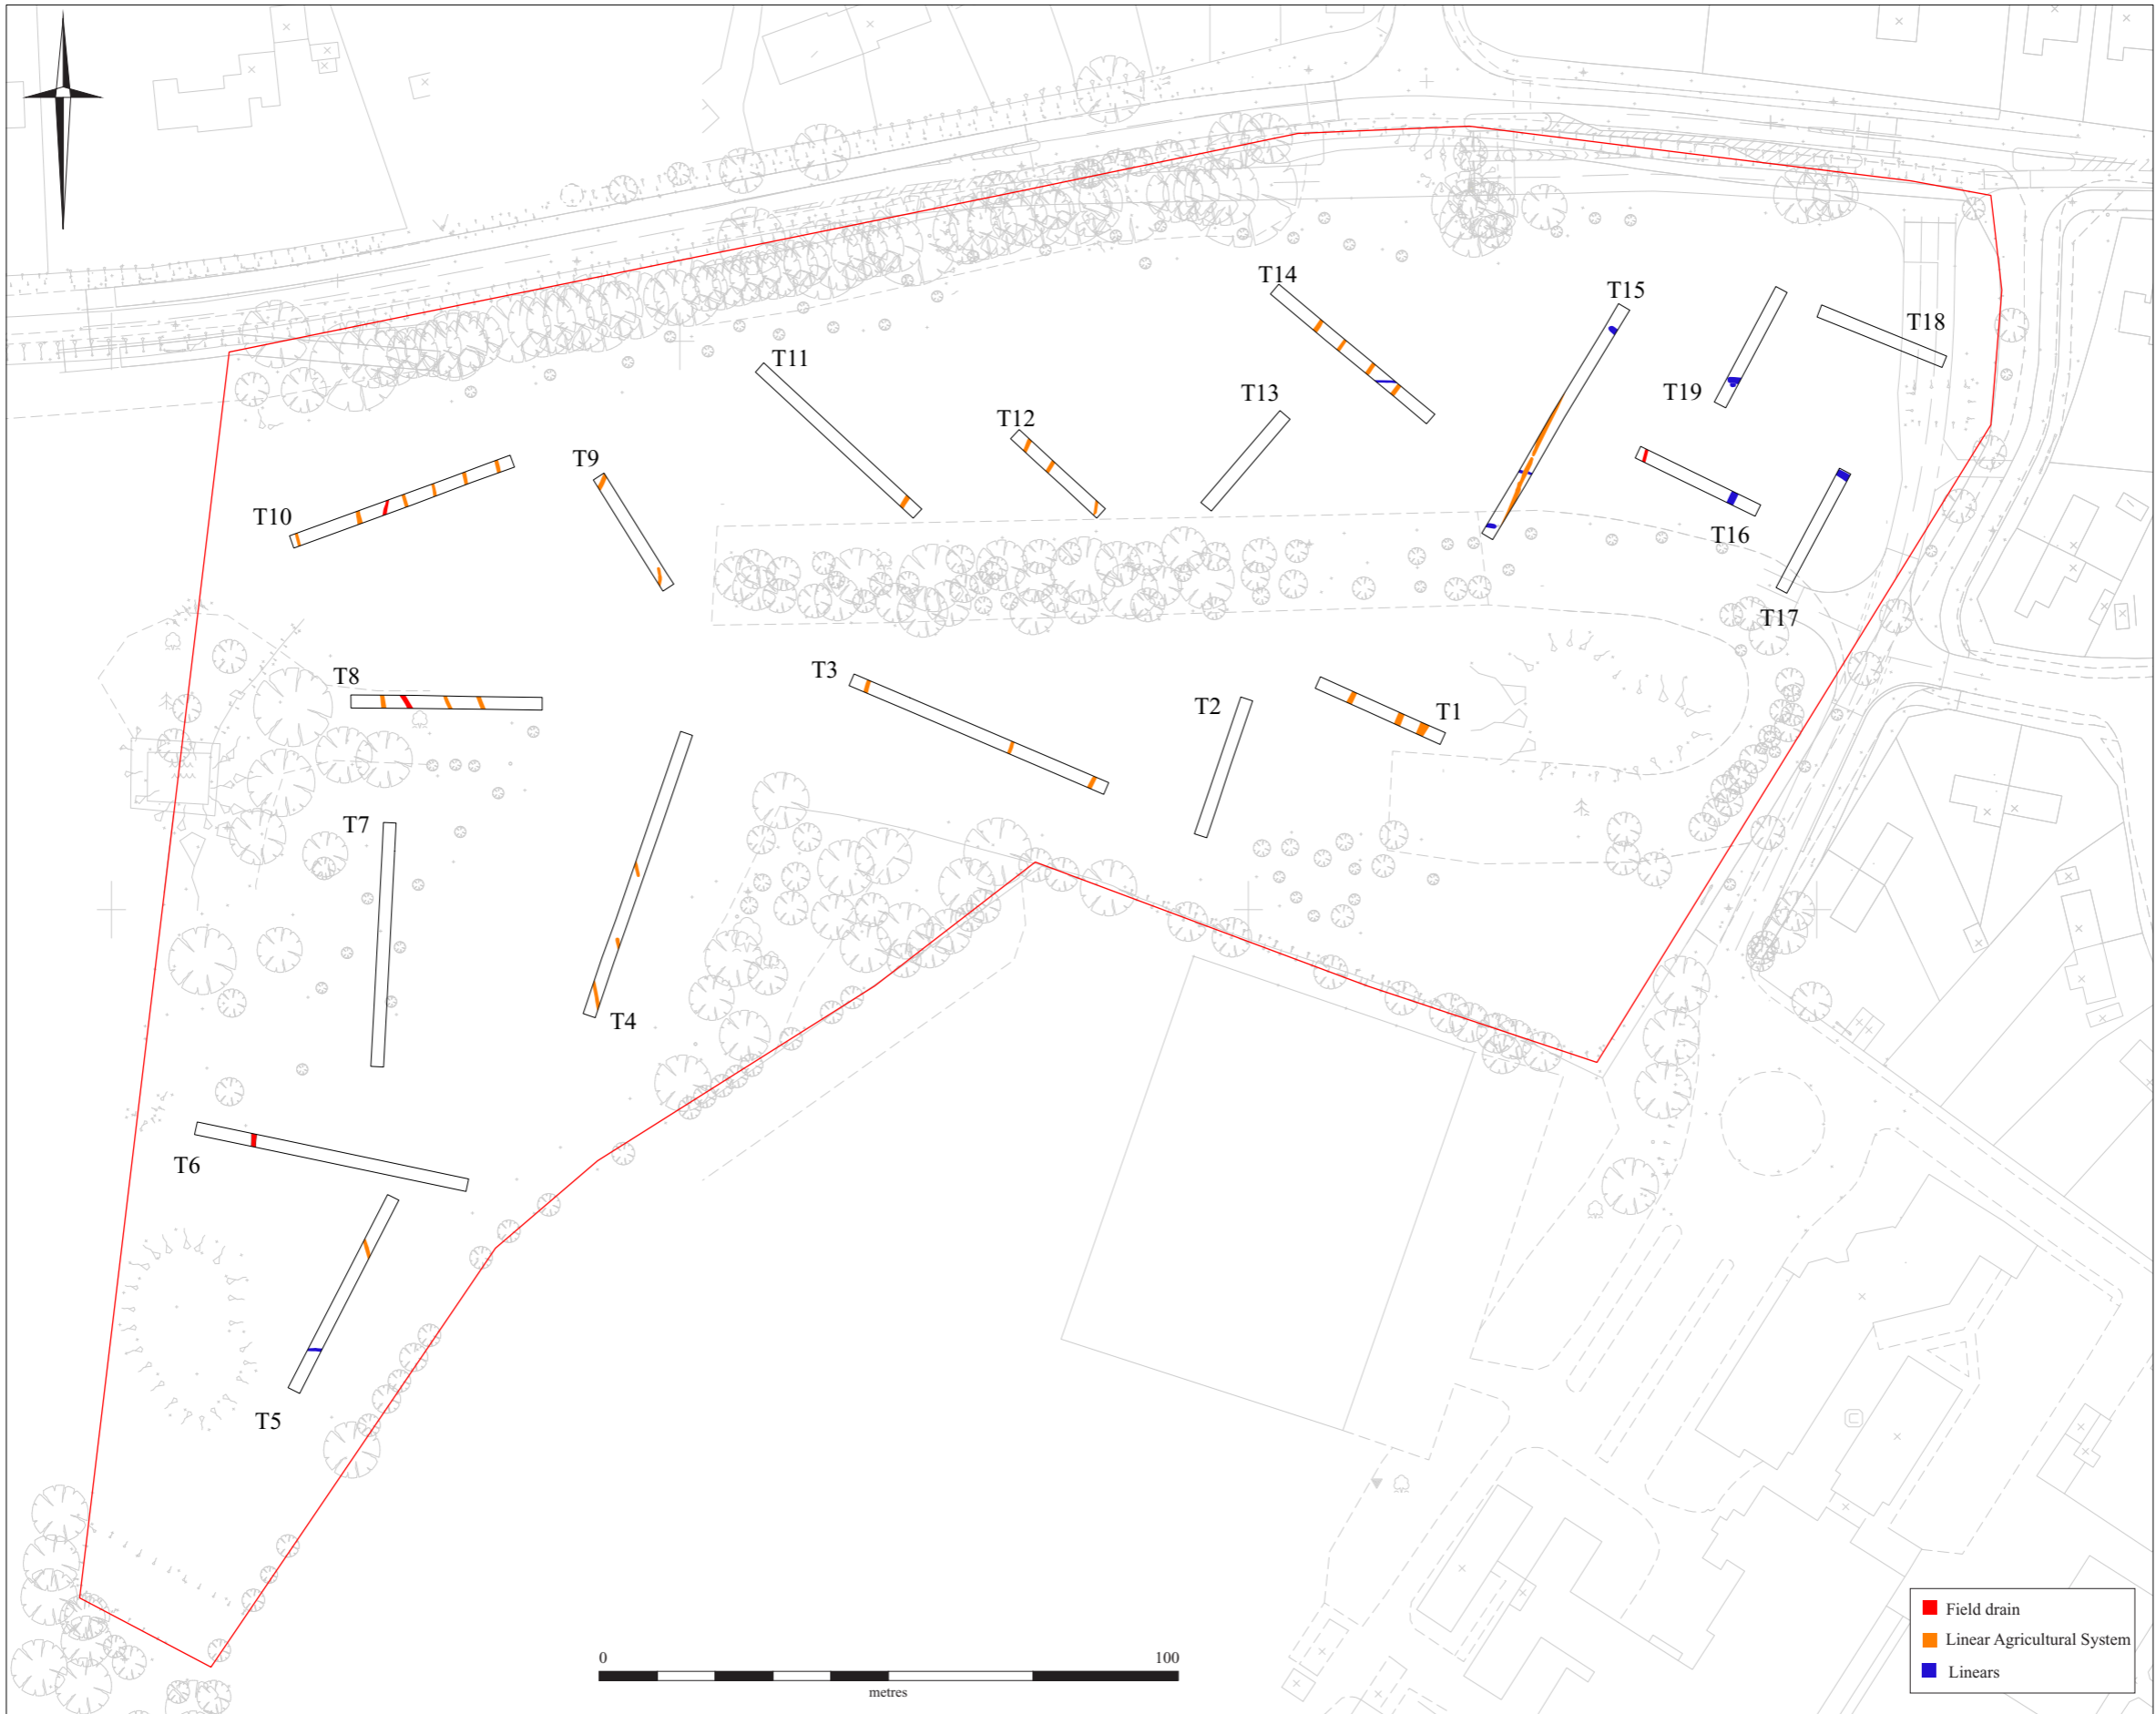 T14
T15
T18
T11
T19
T13
T12
T9
T10
T16
T17
T8
T3
T2
T1
T7
T4
T6
T5
0 100
metres
Field drain
Linear Agricultural System
Linears